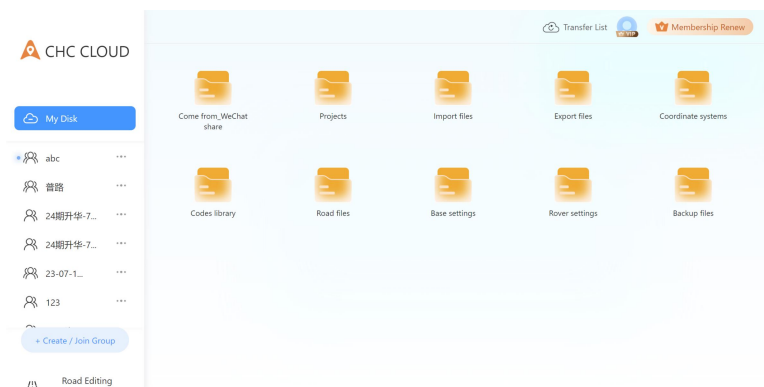 Transfer List
VIP
Membership Renew
CHC CLOUD
My Disk
abc
普路
24期升华-7...
24期升华-7...
23-07-1...
123
+ Create / Join Group
Road Editing
Come from_WeChat
share
Projects
Import files
Export files
Coordinate systems
Codes library
Road files
Base settings
Rover settings
Backup files